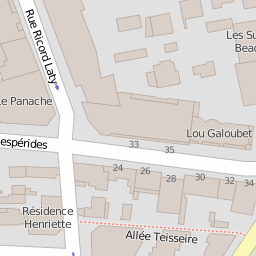 Rue Ricord Laty
Les Su
Beac
Le Panache
Lou Galoubet
espérides
33
35
24
26
28
30
32
34
Résidence
Henriette
Allée Teisseire